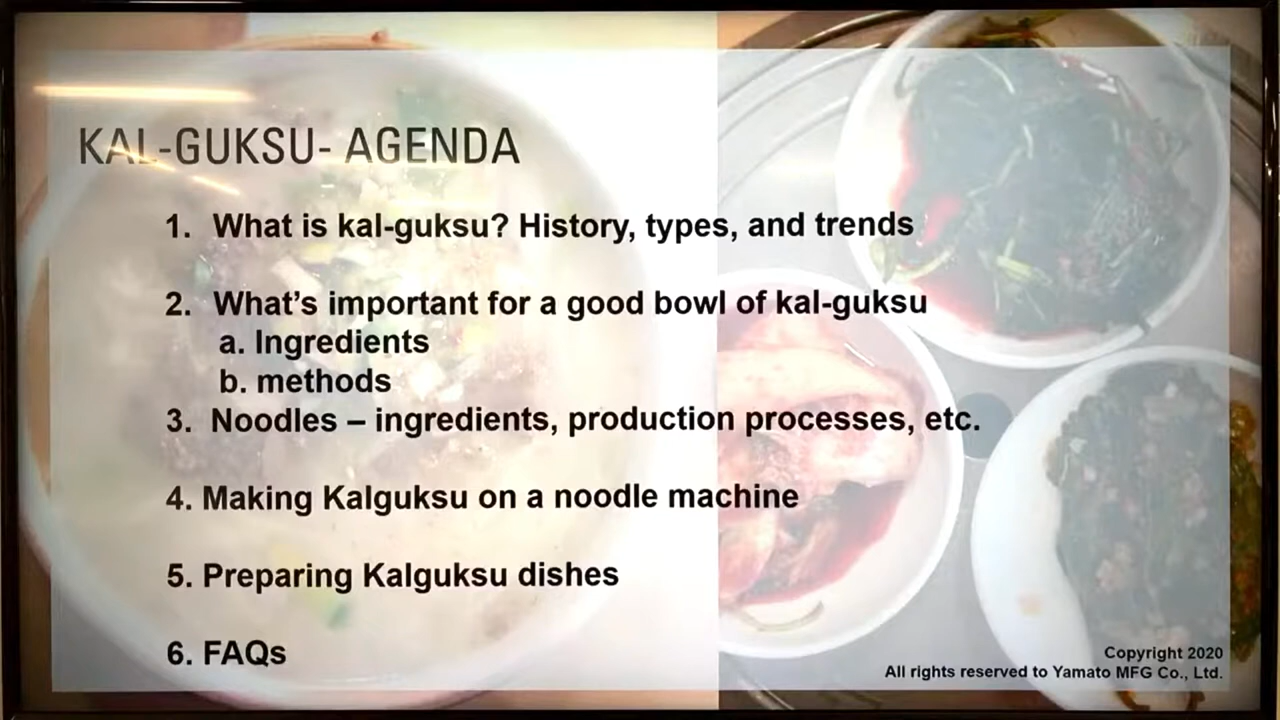 KAL-GUKSU- AGENDA
1. What is kal-guksu? History, types, and trends
2. What's important for a good bowl of kal-guksu
a. Ingredients
b. methods
3. Noodles – ingredients, production processes, etc.
4. Making Kalguksu on a noodle machine
5. Preparing Kalguksu dishes
6. FAQs
Copyright 2020
All rights reserved to Yamato MFG Co., Ltd.